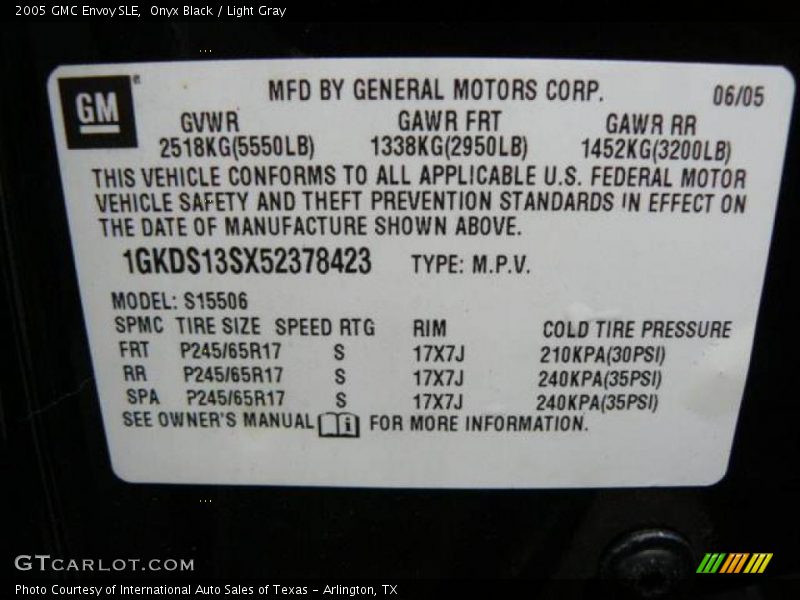 2005 GMC Envoy SLE, Onyx Black / Light Gray
GM
MFD BY GENERAL MOTORS CORP. 06/05
GVWR GAWR FRT GAWR RR
2518KG(5550LB) 1338KG(2950LB) 1452KG(3200LB)
THIS VEHICLE CONFORMS TO ALL APPLICABLE U.S. FEDERAL MOTOR
VEHICLE SAFETY AND THEFT PREVENTION STANDARDS IN EFFECT ON
THE DATE OF MANUFACTURE SHOWN ABOVE.
1GKDS13SX52378423 TYPE: M.P.V.
MODEL: S15506
SPMC TIRE SIZE SPEED RTG RIM COLD TIRE PRESSURE
FRT P245/65R17 S 17X7J 210KPA(30PSI)
RR P245/65R17 S 17X7J 240KPA(35PSI)
SPA P245/65R17 S 17X7J 240KPA(35PSI)
SEE OWNER'S MANUAL i FOR MORE INFORMATION.
GTCARLOT.COM
Photo Courtesy of International Auto Sales of Texas - Arlington, TX